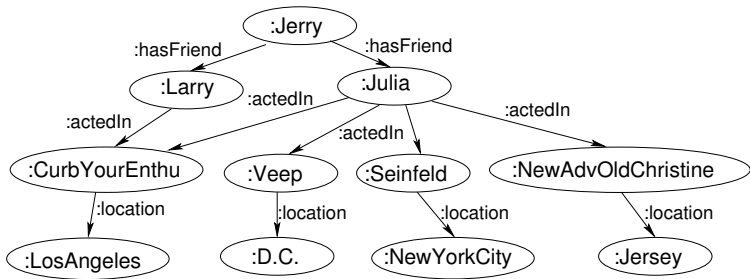 :Jerry
:hasFriend :hasFriend
:Larry :Julia
:actedIn :actedIn :actedIn :actedIn
:CurbYourEnthu :Veep :Seinfeld :NewAdvOldChristine
:location :location :location :location
:LosAngeles :D.C. :NewYorkCity :Jersey